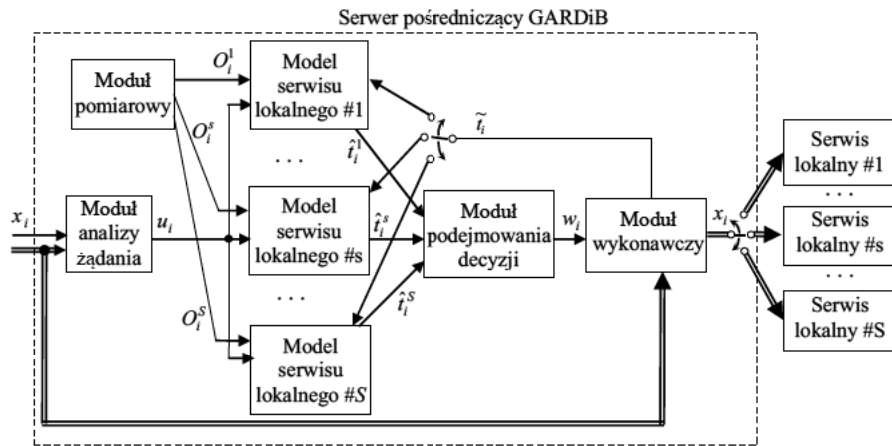 Serwer pośredniczący GARDiB
Moduł
pomiarowy
O_i^1
O_i^s
O_i^S
Model
serwisu
lokalnego #1
. . .
t̂_i^1
t̃_i
x_i
Moduł
analizy
żądania
u_i
Model
serwisu
lokalnego #s
t̂_i^s
. . .
Moduł
podejmowania
decyzji
w_i
Moduł
wykonawczy
x_i
Model
serwisu
lokalnego #S
t̂_i^S
Serwis
lokalny #1
. . .
Serwis
lokalny #s
. . .
Serwis
lokalny #S